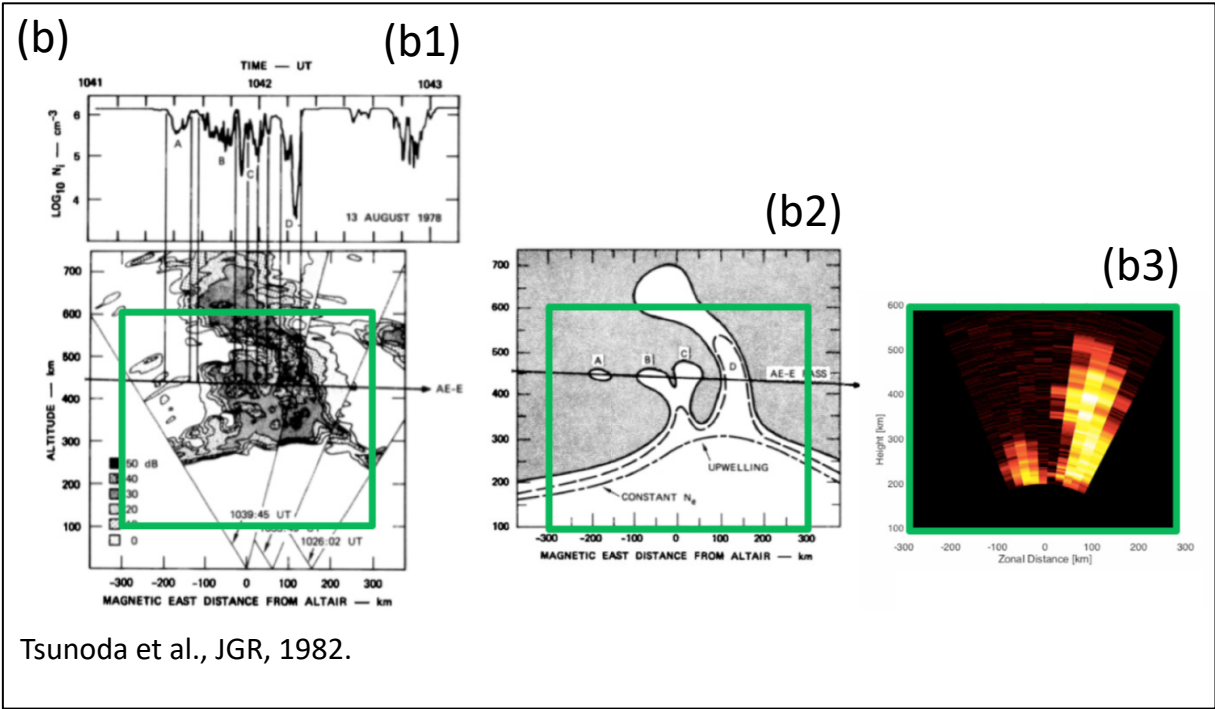 (b)
(b1)
TIME — UT
1041
1042
1043
6
5
4
LOG₁₀ Nᵢ — cm⁻³
A
B
C
D
13 AUGUST 1978
700
600
500
400
300
200
100
ALTITUDE — km
AE-E
50 dB
40
30
20
10
0
1039:45 UT
1026:02 UT
-300 -200 -100 0 100 200 300
MAGNETIC EAST DISTANCE FROM ALTAIR — km
(b2)
700
600
500
400
300
200
100
A
B
C
D
AE-E PASS
UPWELLING
CONSTANT Nₑ
-300 -200 -100 0 100 200 300
MAGNETIC EAST DISTANCE FROM ALTAIR — km
(b3)
600
500
400
300
200
100
Height [km]
-300 -200 -100 0 100 200 300
Zonal Distance [km]
Tsunoda et al., JGR, 1982.